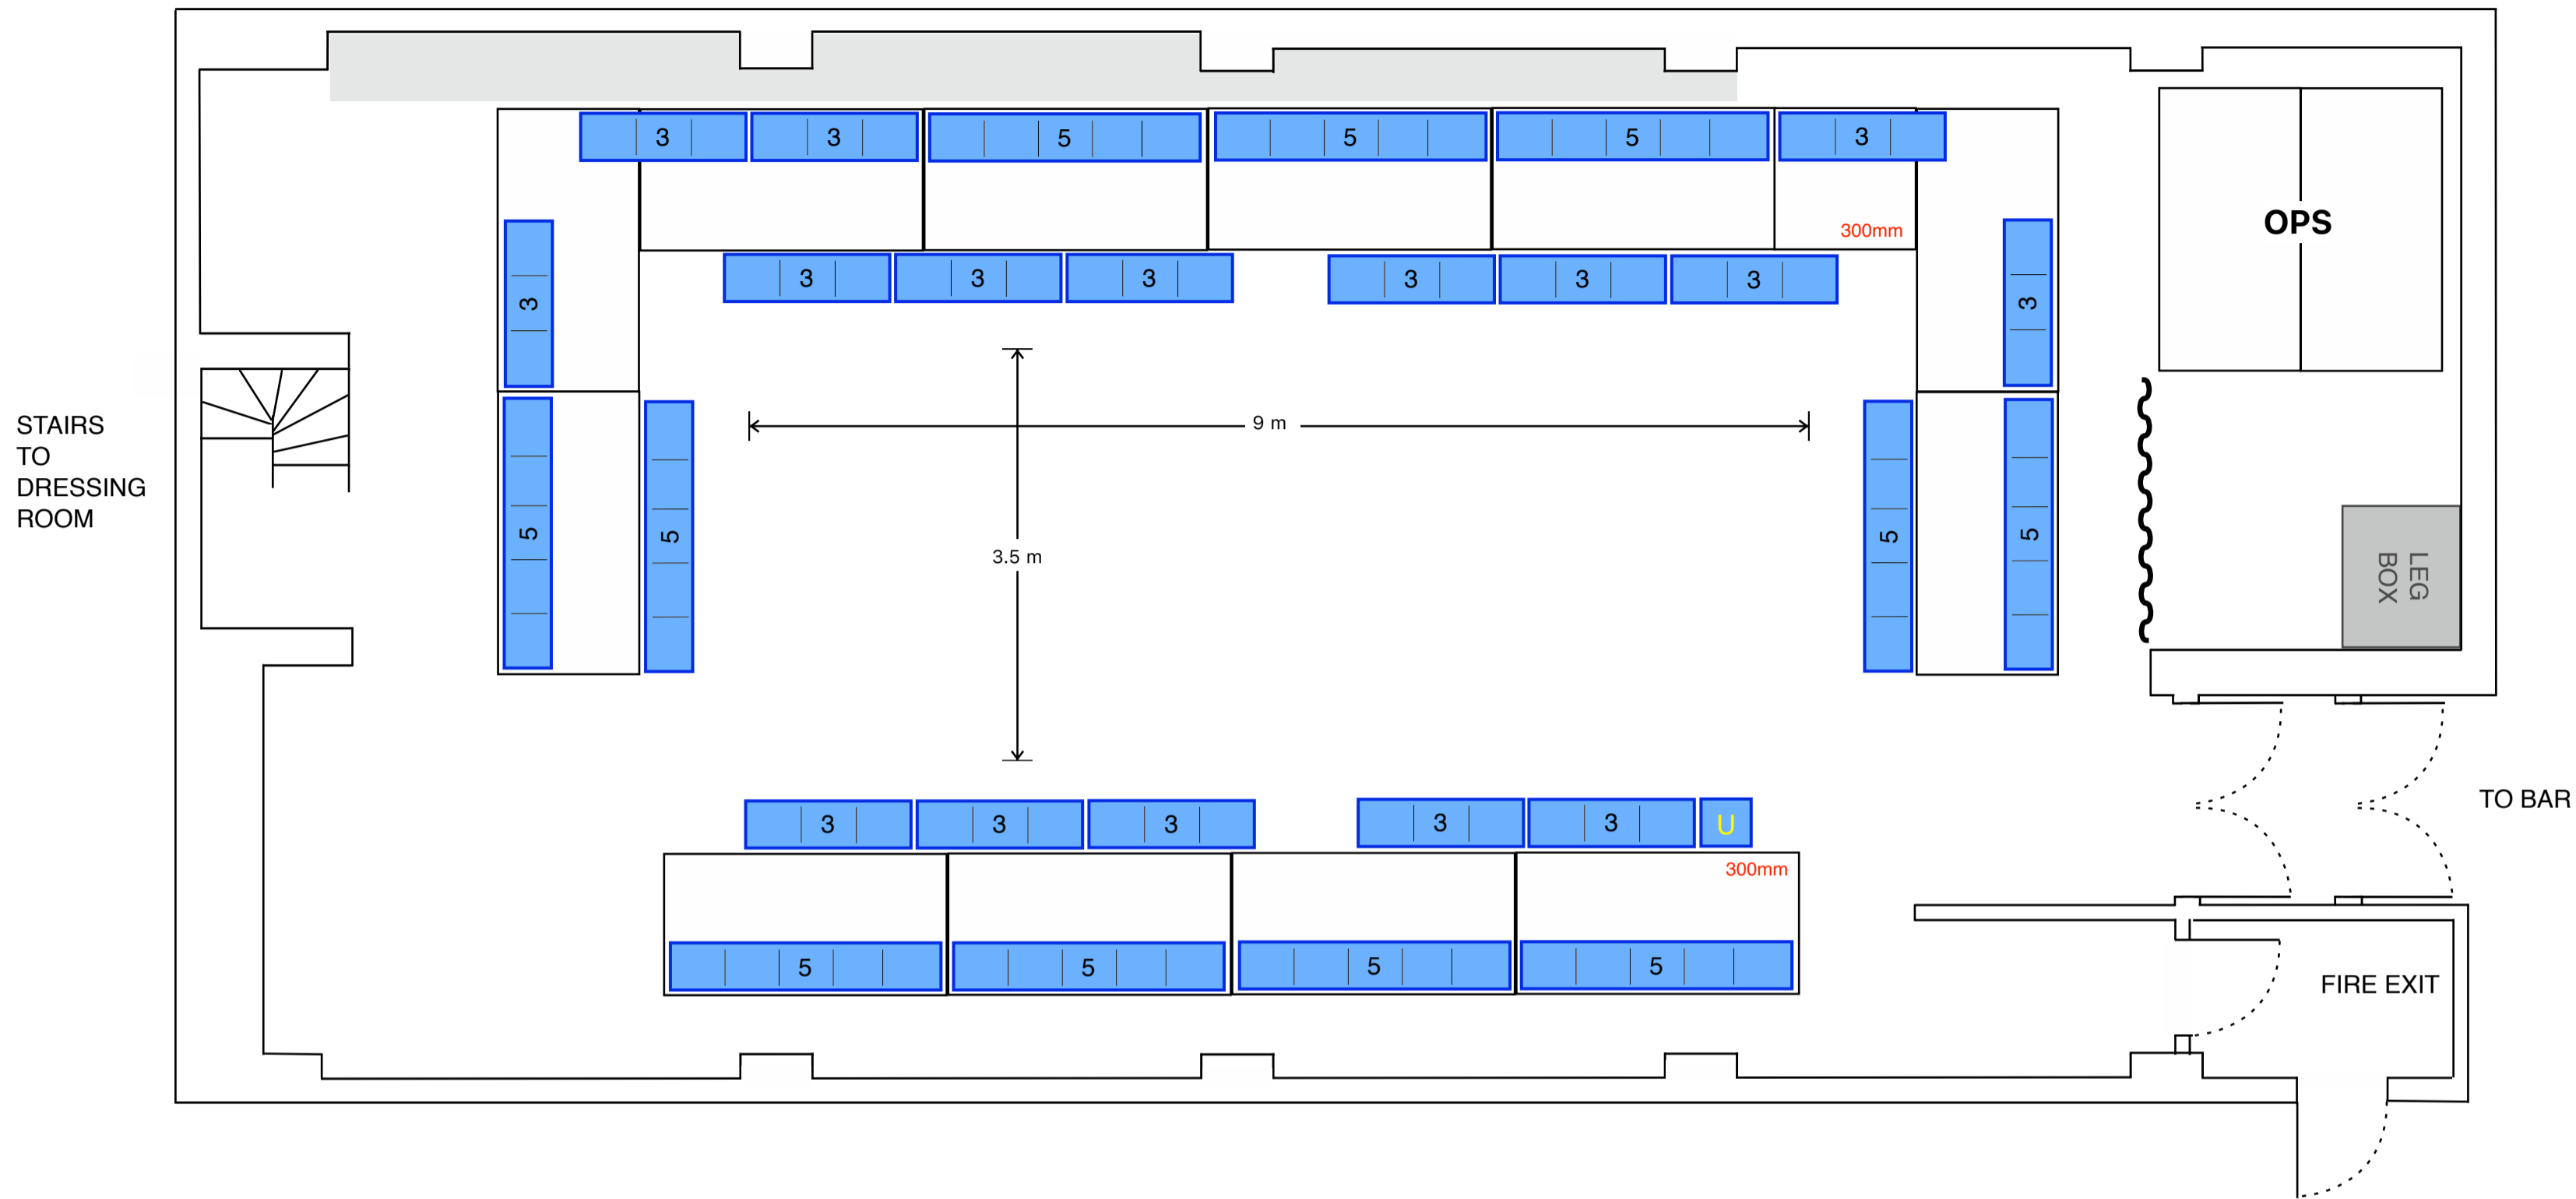 3 3 5 5 5 3
OPS
300mm
3 3 3 3 3 3
3
3
9 m
STAIRS
TO
DRESSING
ROOM
5
5
5
5
3.5 m
LEG
BOX
TO BAR
3 3 3 3 3 U
300mm
5 5 5 5
FIRE EXIT